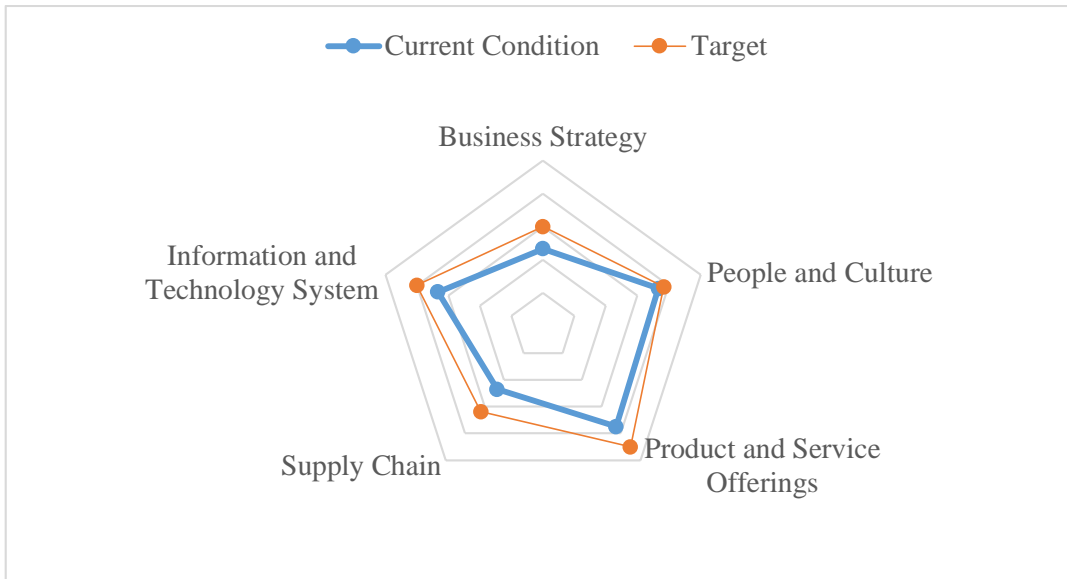 Current Condition
Target
Business Strategy
Information and
Technology System
People and Culture
Supply Chain
Product and Service
Offerings